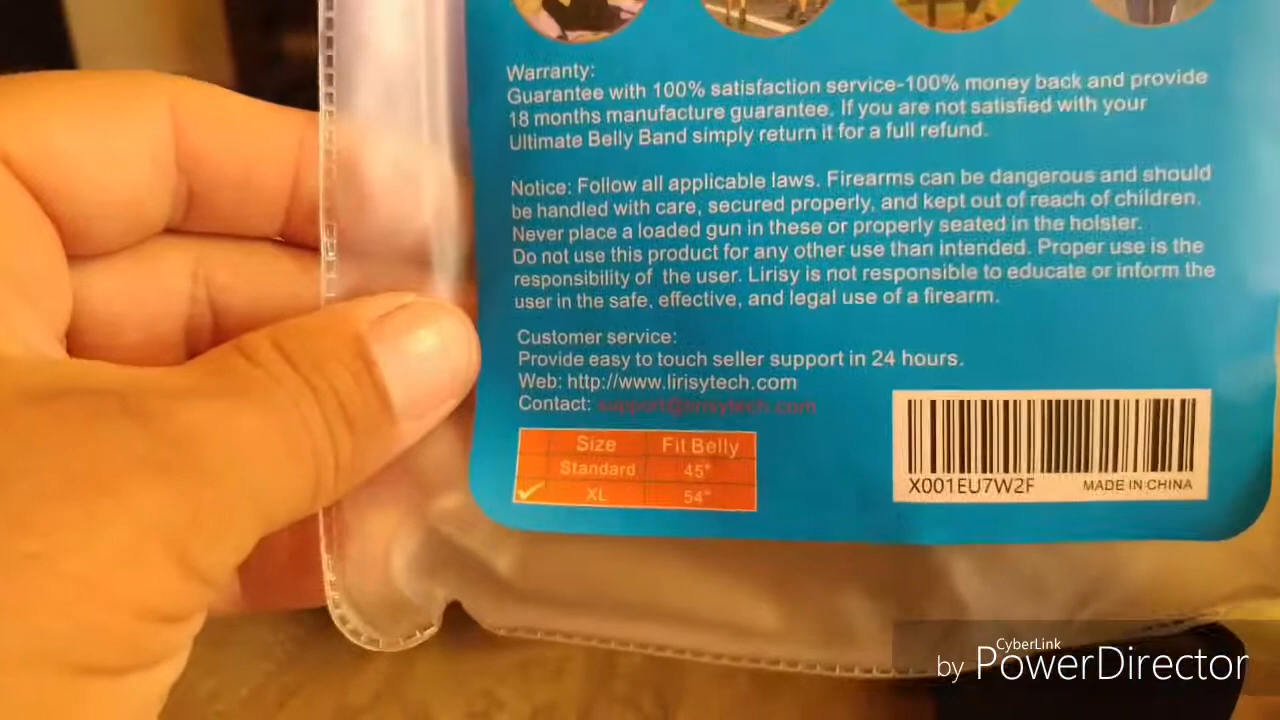 Warranty:
Guarantee with 100% satisfaction service-100% money back and provide
18 months manufacture guarantee. If you are not satisfied with your
Ultimate Belly Band simply return it for a full refund.
Notice: Follow all applicable laws. Firearms can be dangerous and should
be handled with care, secured properly, and kept out of reach of children.
Never place a loaded gun in these or properly seated in the holster.
Do not use this product for any other use than intended. Proper use is the
responsibility of the user. Lirisy is not responsible to educate or inform the
user in the safe, effective, and legal use of a firearm.
Customer service:
Provide easy to touch seller support in 24 hours.
Web: http://www.lirisytech.com
Contact: support@lirisytech.com
Size Fit Belly
Standard 45"
✓ XL 54"
X001EU7W2F MADE IN CHINA
CyberLink
by PowerDirector